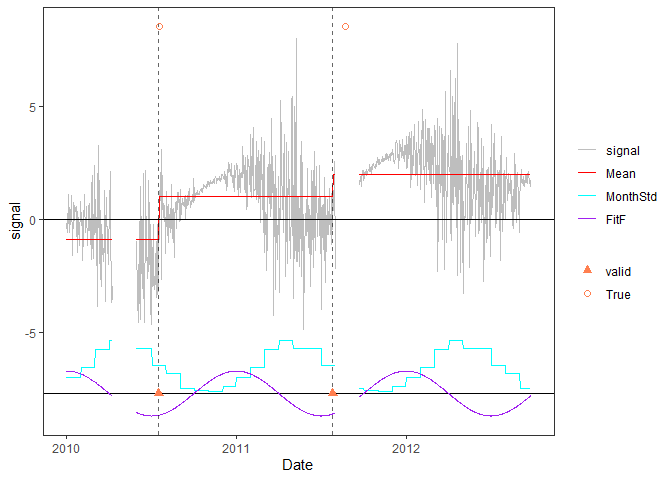 5
0
-5
signal
2010
2011
2012
Date
signal
Mean
MonthStd
FitF
valid
True